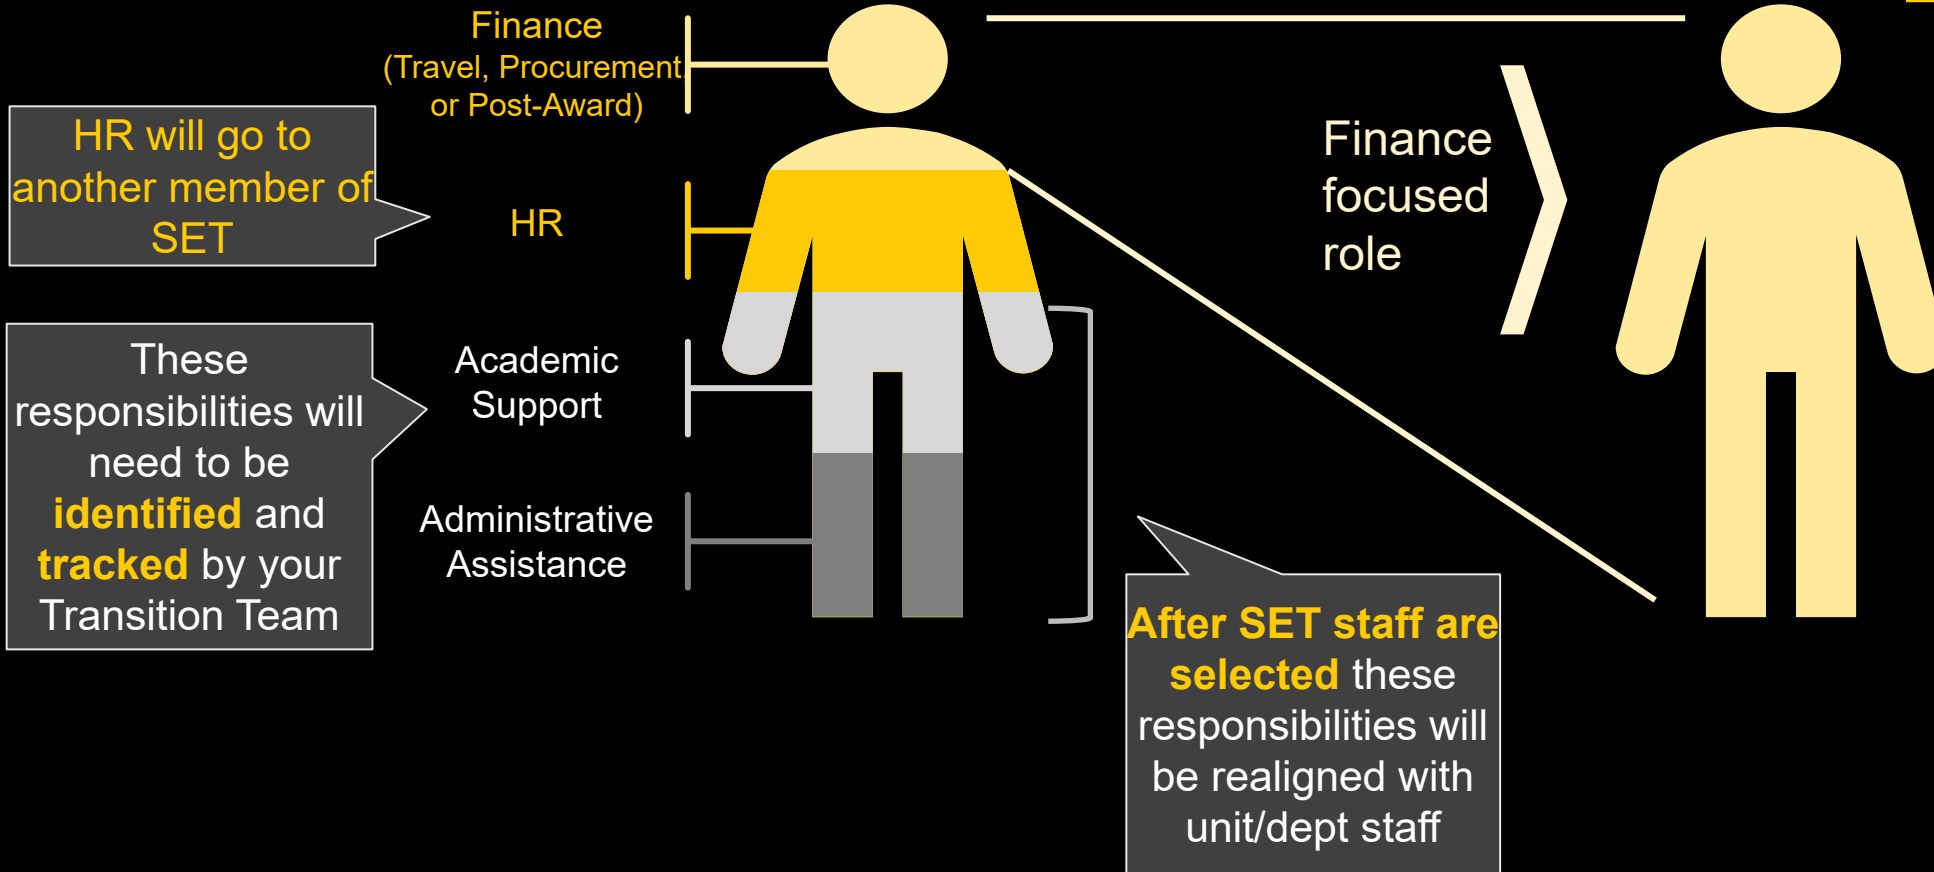 Finance
(Travel, Procurement,
or Post-Award)
HR will go to
another member of
SET
HR
These
responsibilities will
need to be
identified and
tracked by your
Transition Team
Academic
Support
Administrative
Assistance
Finance
focused
role
After SET staff are
selected these
responsibilities will
be realigned with
unit/dept staff